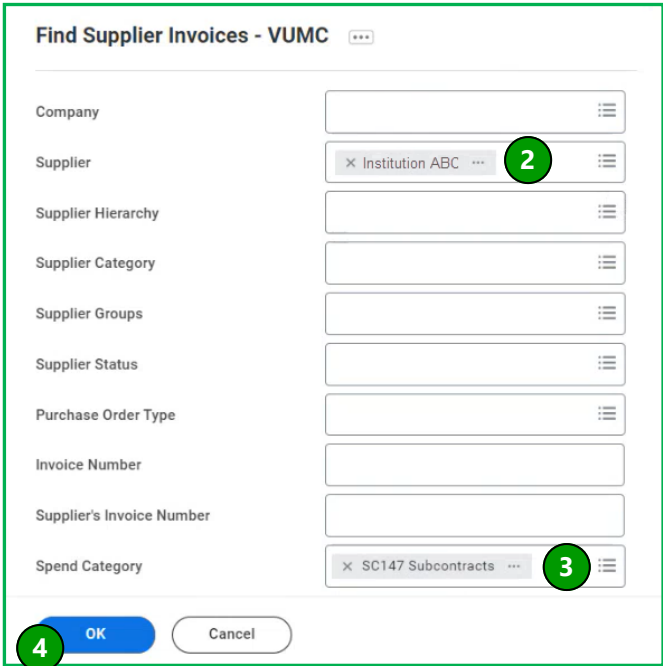 Find Supplier Invoices - VUMC
Company
Supplier × Institution ABC 2
Supplier Hierarchy
Supplier Category
Supplier Groups
Supplier Status
Purchase Order Type
Invoice Number
Supplier's Invoice Number
Spend Category × SC147 Subcontracts 3
4 OK Cancel